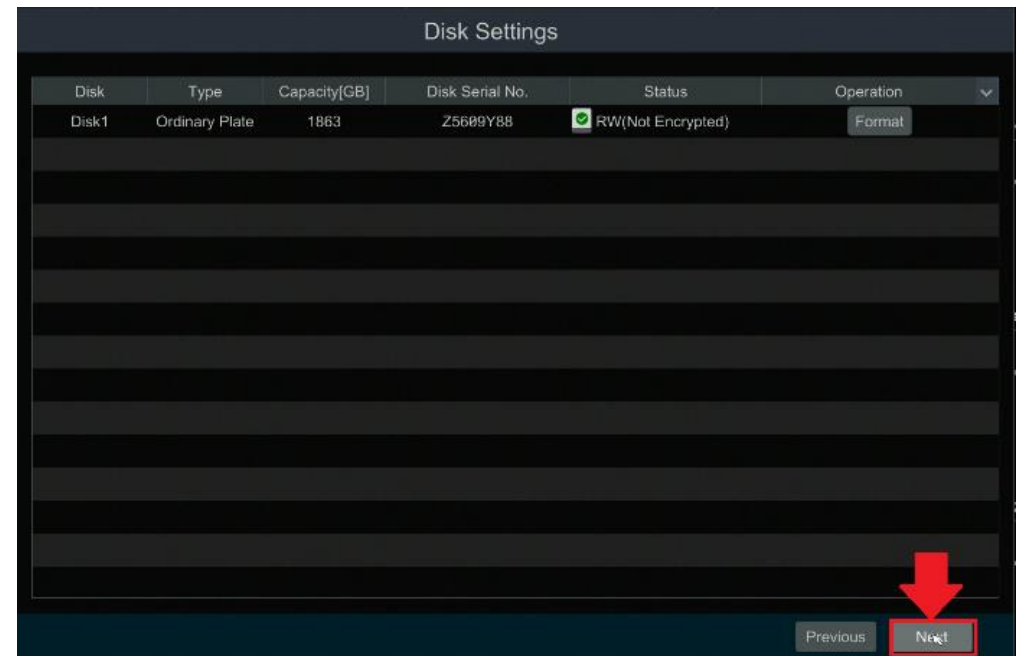 Disk Settings
Disk Type Capacity[GB] Disk Serial No. Status Operation
Disk1 Ordinary Plate 1863 Z5609Y88 RW(Not Encrypted) Format
Previous Next